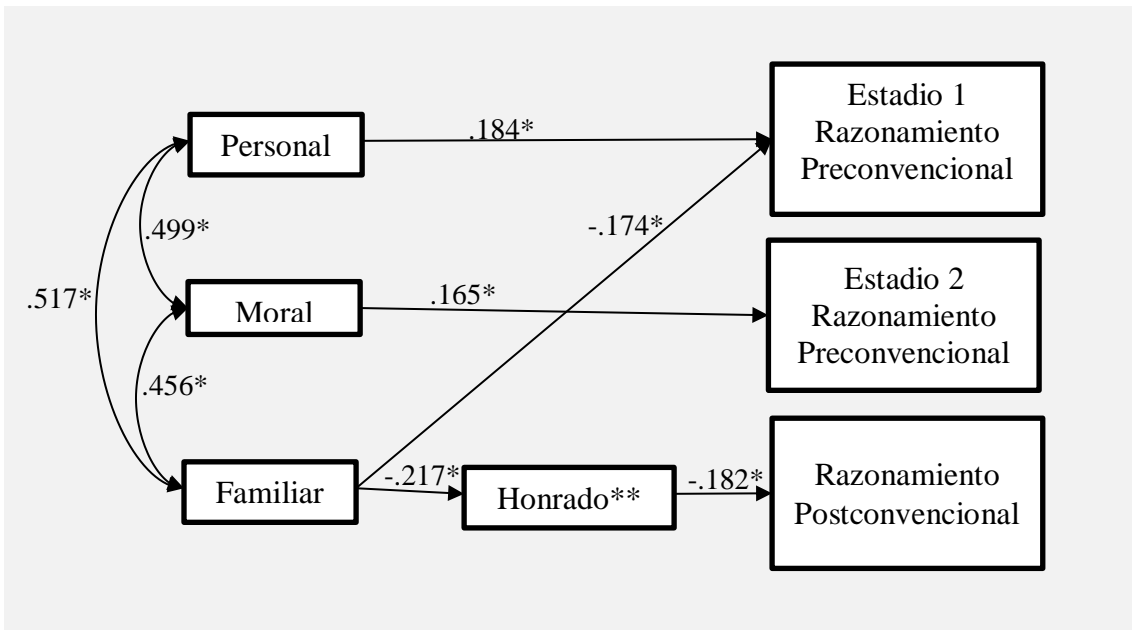 Estadio 1
Razonamiento
Preconvencional
Personal
.184*
-.174*
.499*
.517*
Moral
.165*
Estadio 2
Razonamiento
Preconvencional
.456*
Familiar
-.217*
Honrado**
-.182*
Razonamiento
Postconvencional